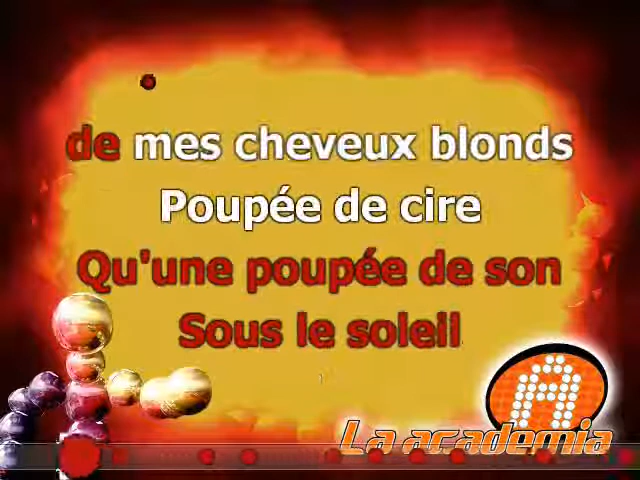 de mes cheveux blonds
Poupée de cire
Qu'une poupée de son
Sous le soleil
A
La academia